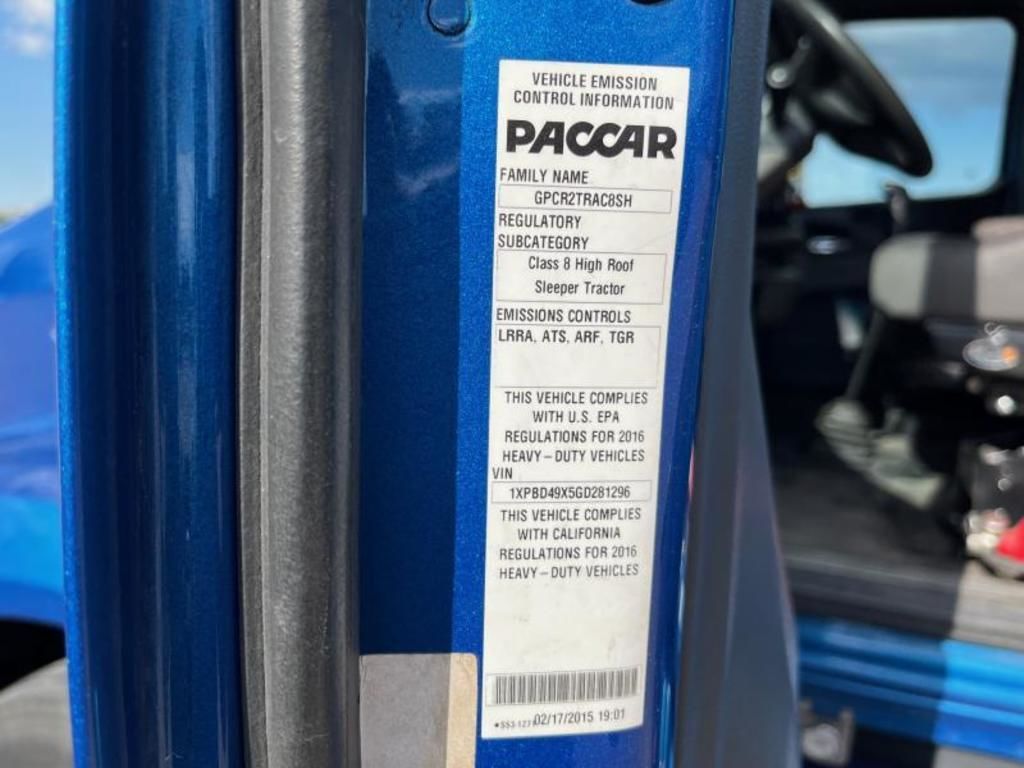 VEHICLE EMISSION
CONTROL INFORMATION
PACCAR
FAMILY NAME
GPCR2TRAC8SH
REGULATORY
SUBCATEGORY
Class 8 High Roof
Sleeper Tractor
EMISSIONS CONTROLS
LRRA, ATS, ARF, TGR
THIS VEHICLE COMPLIES
WITH U.S. EPA
REGULATIONS FOR 2016
HEAVY-DUTY VEHICLES
VIN
1XPBD49X5GD281296
THIS VEHICLE COMPLIES
WITH CALIFORNIA
REGULATIONS FOR 2016
HEAVY-DUTY VEHICLES
02/17/2015 19:01